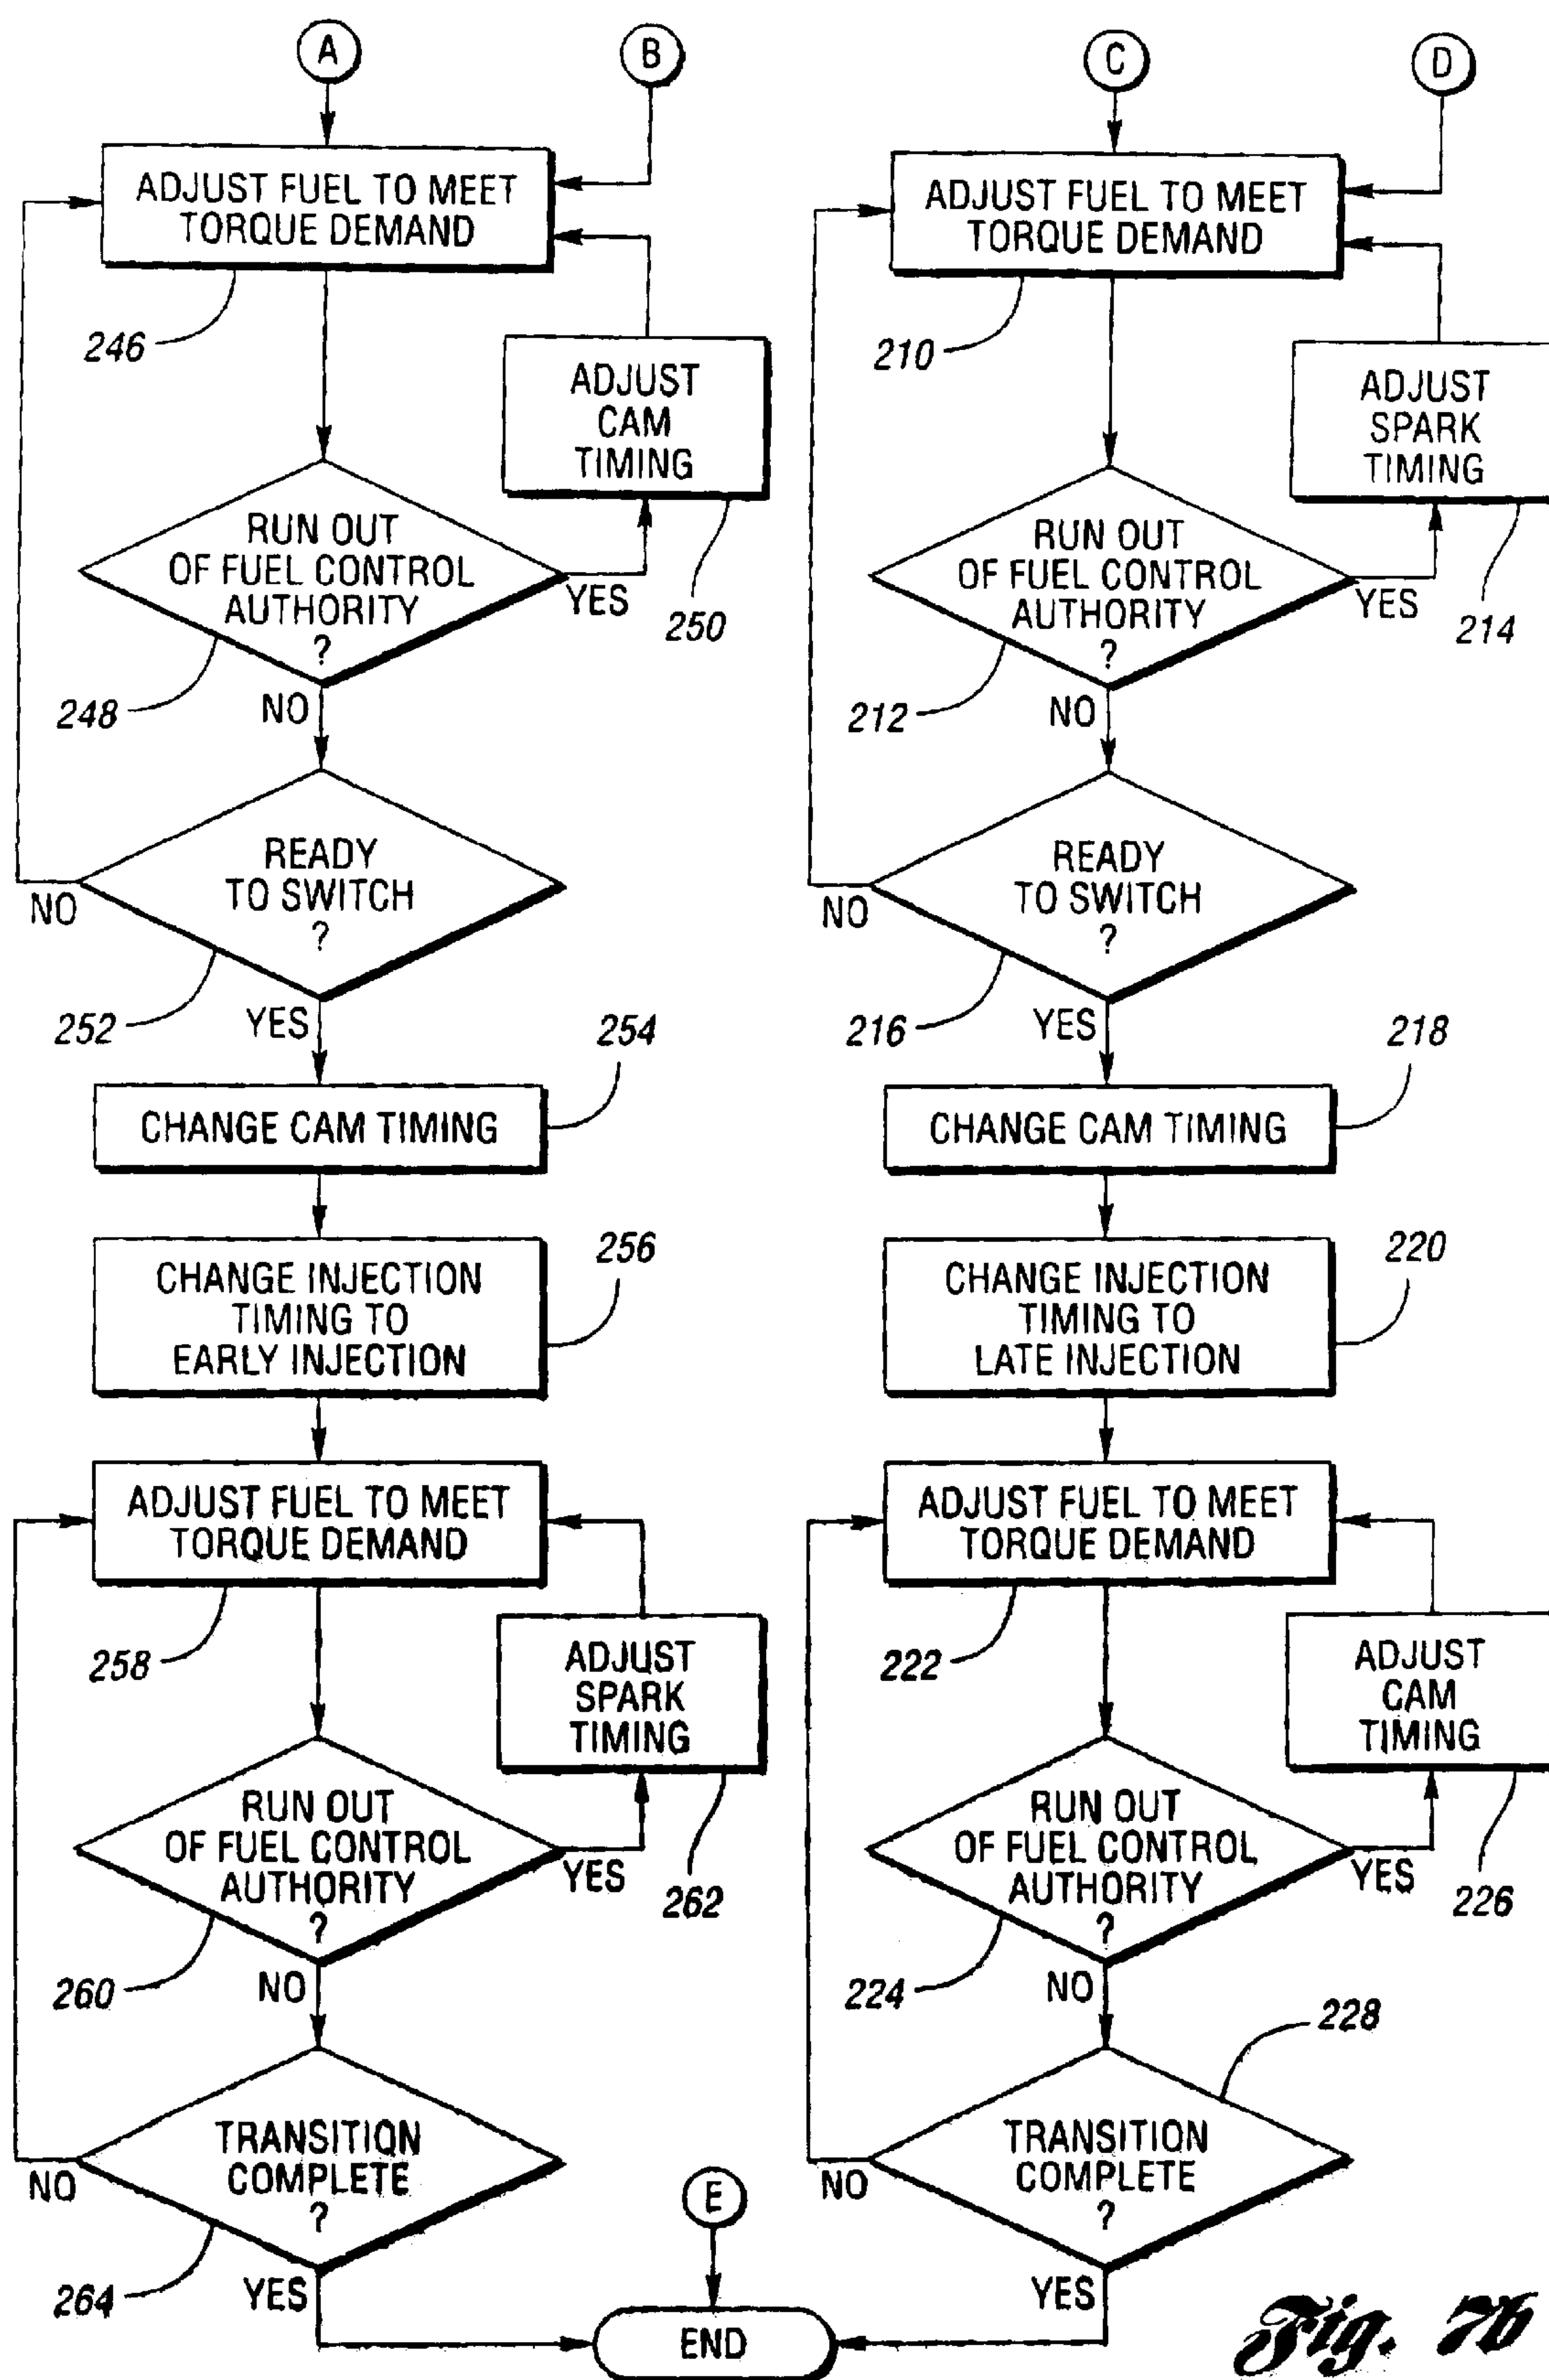 A
B
ADJUST FUEL TO MEET
TORQUE DEMAND
246
ADJUST
CAM
TIMING
250
RUN OUT
OF FUEL CONTROL
AUTHORITY
?
YES
248
NO
READY
TO SWITCH
?
NO
252
YES
254
CHANGE CAM TIMING
256
CHANGE INJECTION
TIMING TO
EARLY INJECTION
ADJUST FUEL TO MEET
TORQUE DEMAND
258
ADJUST
SPARK
TIMING
262
RUN OUT
OF FUEL CONTROL
AUTHORITY
?
YES
260
NO
TRANSITION
COMPLETE
?
NO
264
YES
C
D
ADJUST FUEL TO MEET
TORQUE DEMAND
210
ADJUST
SPARK
TIMING
214
RUN OUT
OF FUEL CONTROL
AUTHORITY
?
YES
212
NO
READY
TO SWITCH
?
NO
216
YES
218
CHANGE CAM TIMING
220
CHANGE INJECTION
TIMING TO
LATE INJECTION
ADJUST FUEL TO MEET
TORQUE DEMAND
222
ADJUST
CAM
TIMING
226
RUN OUT
OF FUEL CONTROL
AUTHORITY
?
YES
224
NO
228
TRANSITION
COMPLETE
?
NO
YES
E
END
Fig. 7b